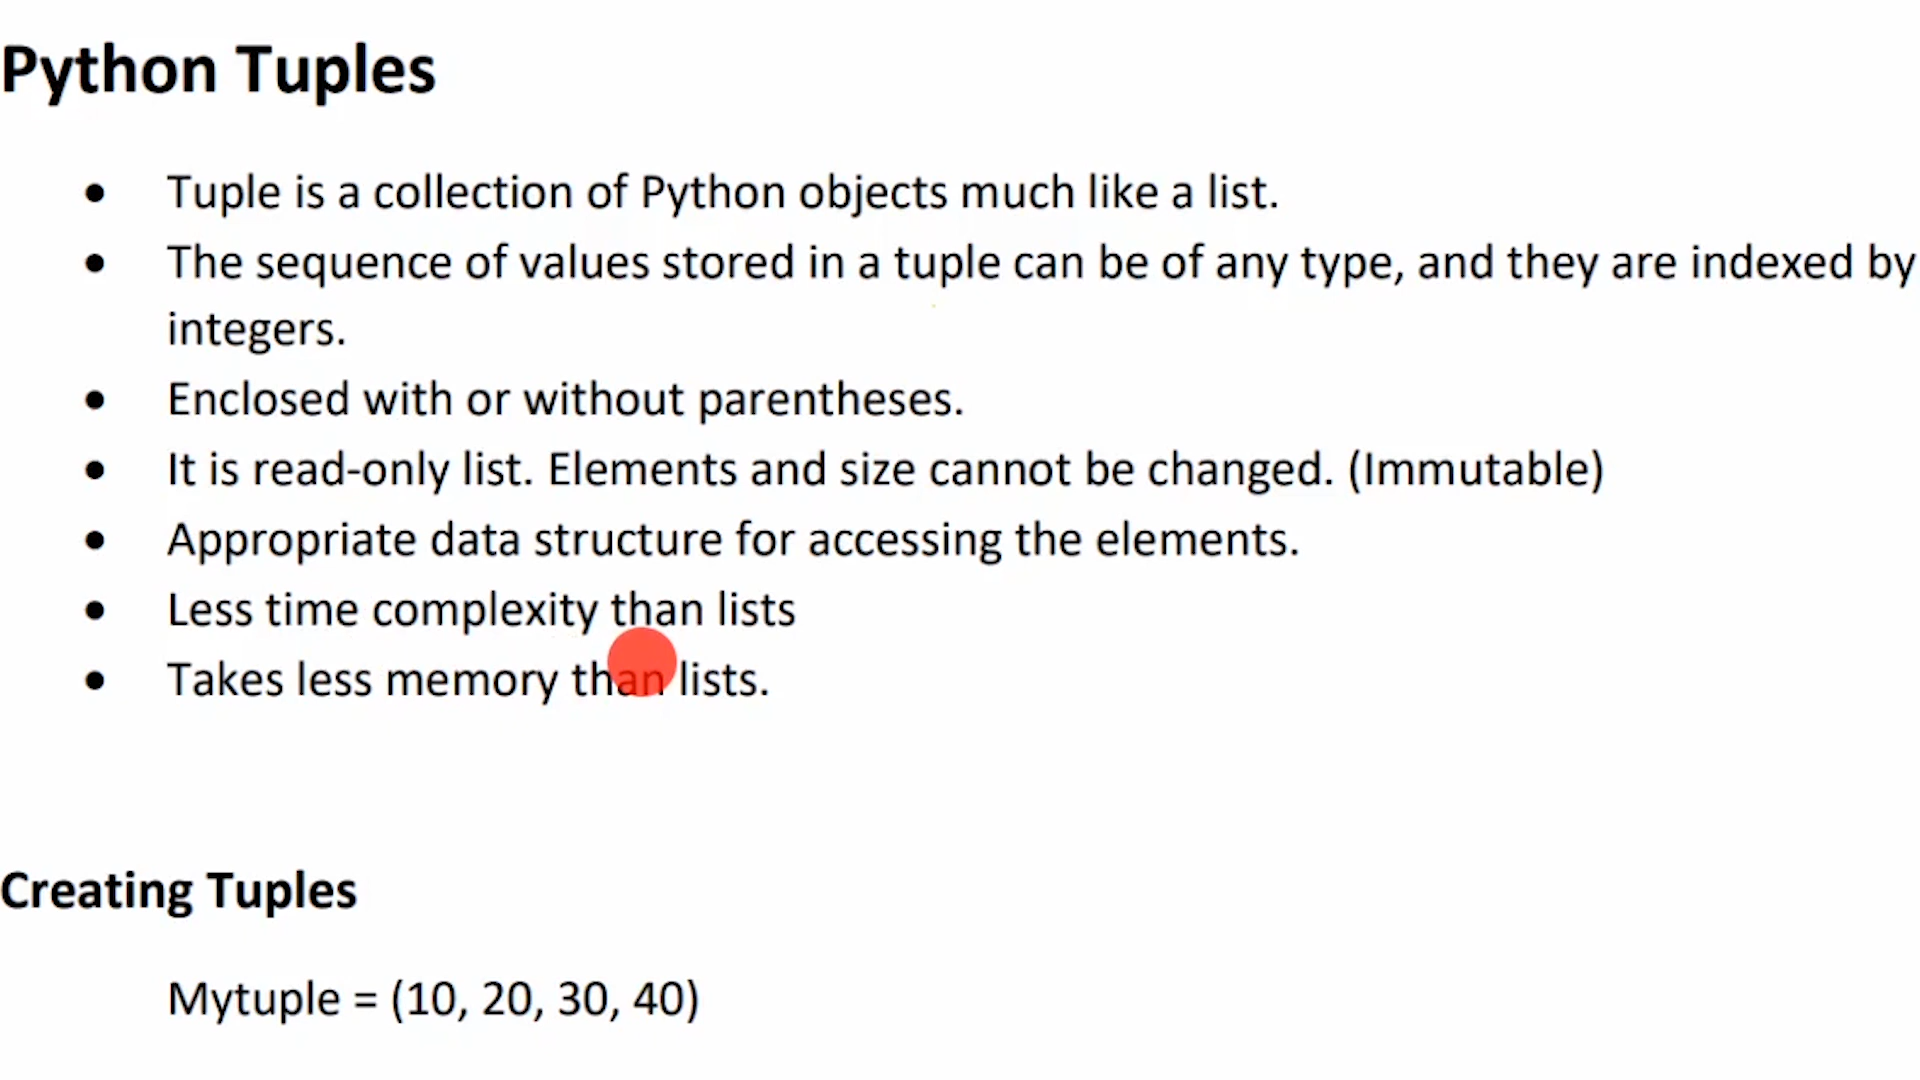 Python Tuples
• Tuple is a collection of Python objects much like a list.
• The sequence of values stored in a tuple can be of any type, and they are indexed by
integers.
• Enclosed with or without parentheses.
• It is read-only list. Elements and size cannot be changed. (Immutable)
• Appropriate data structure for accessing the elements.
• Less time complexity than lists
• Takes less memory than lists.
Creating Tuples
Mytuple = (10, 20, 30, 40)